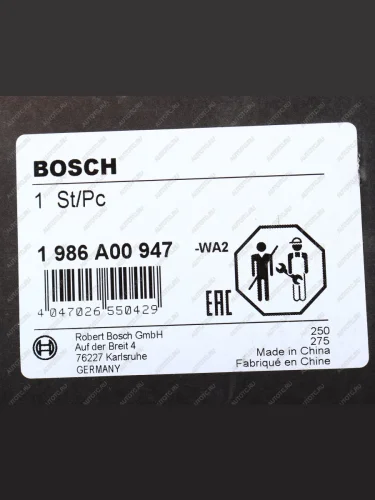 BOSCH
1 St/Pc
1 986 A00 947 -WA2
4 047026 550429
EAC
Robert Bosch GmbH
Auf der Breit 4
76227 Karlsruhe
GERMANY
250
275
Made in China
Fabriqué en Chine